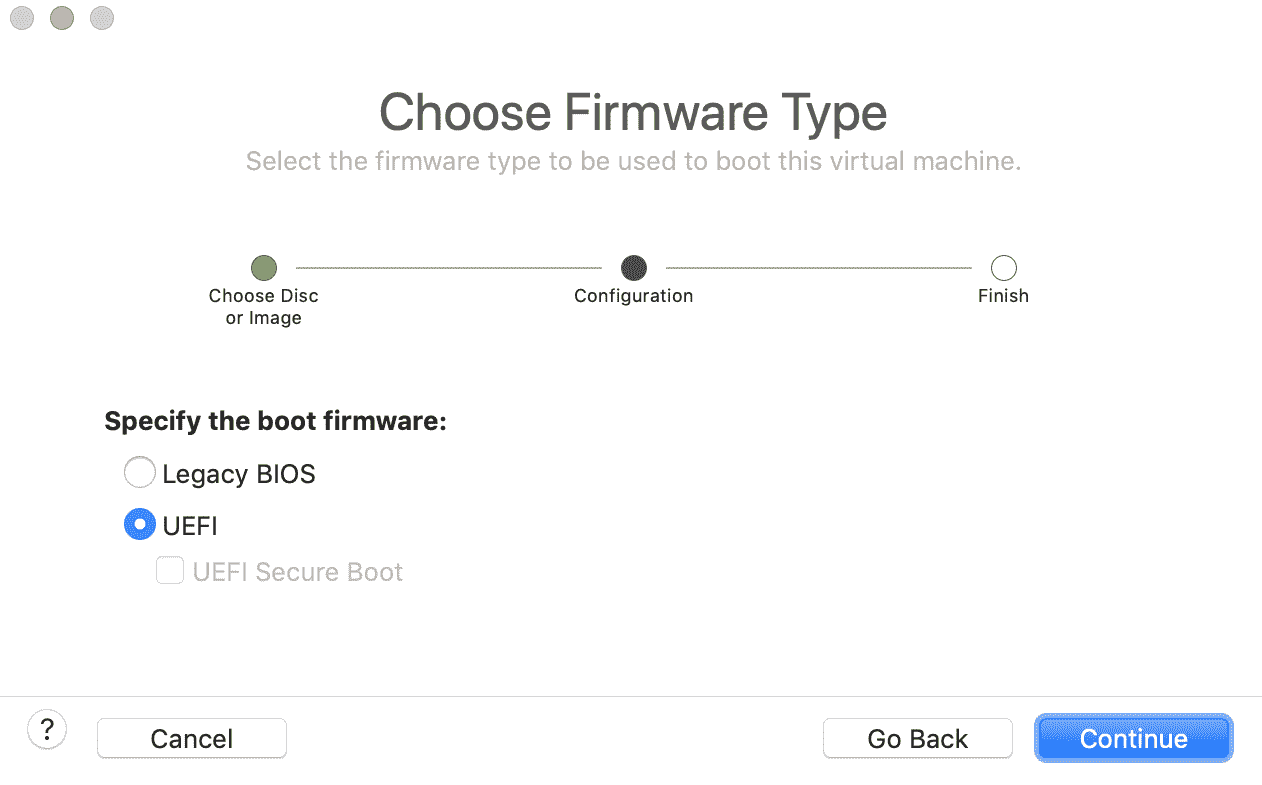 Choose Firmware Type
Select the firmware type to be used to boot this virtual machine.
Choose Disc
or Image
Configuration
Finish
Specify the boot firmware:
Legacy BIOS
UEFI
UEFI Secure Boot
?
Cancel
Go Back
Continue